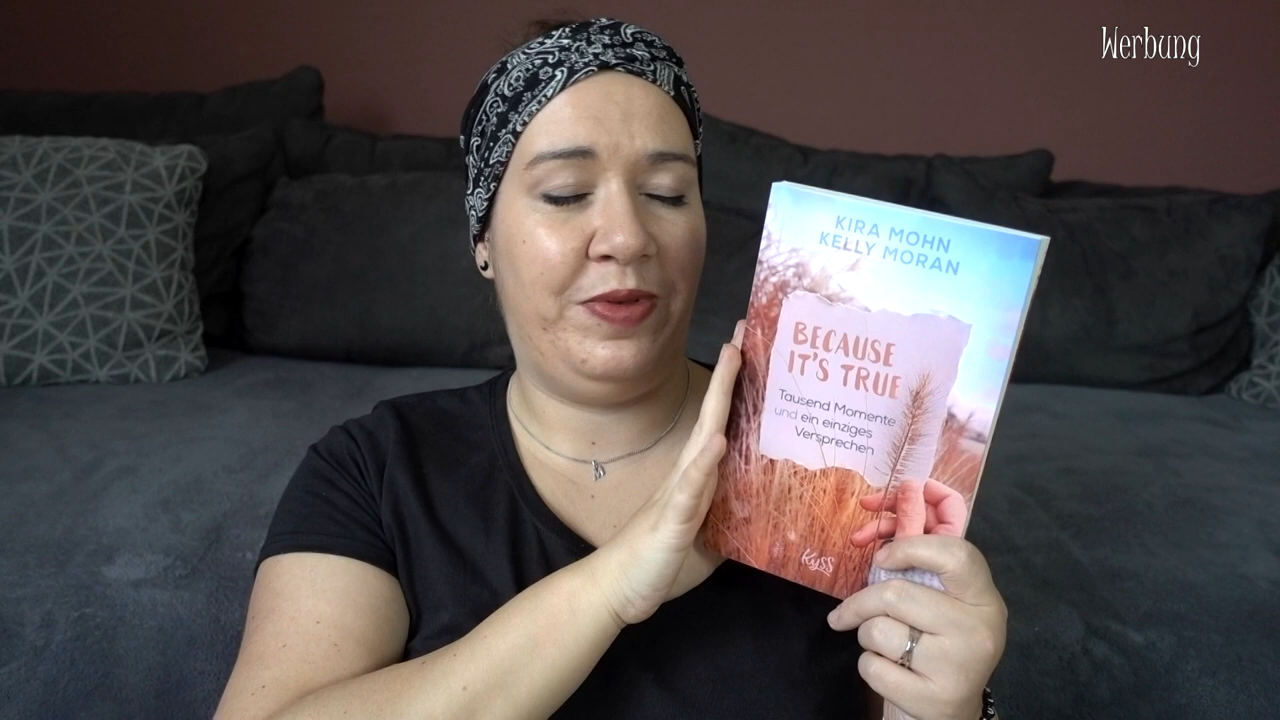 Werbung
KIRA MOHN
KELLY MORAN
BECAUSE
IT'S TRUE
Tausend Momente
und ein einziges
Versprechen
Kyss